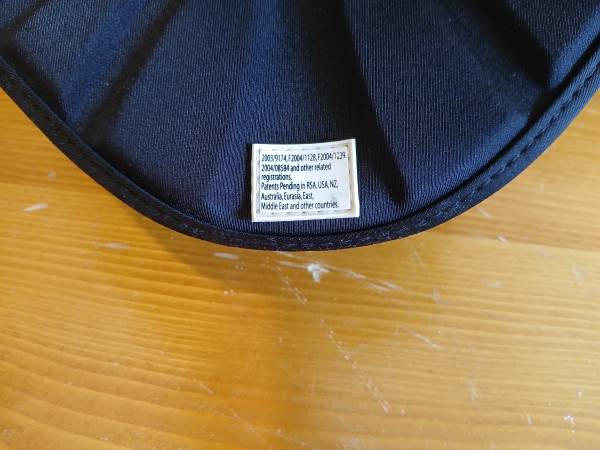 2003/9174, F2004/1128, F2004/1239.
2004/08584 and other related
registrations.
Patents Pending in RSA, USA, NZ,
Australia, Eurasia, East,
Middle East and other countries.